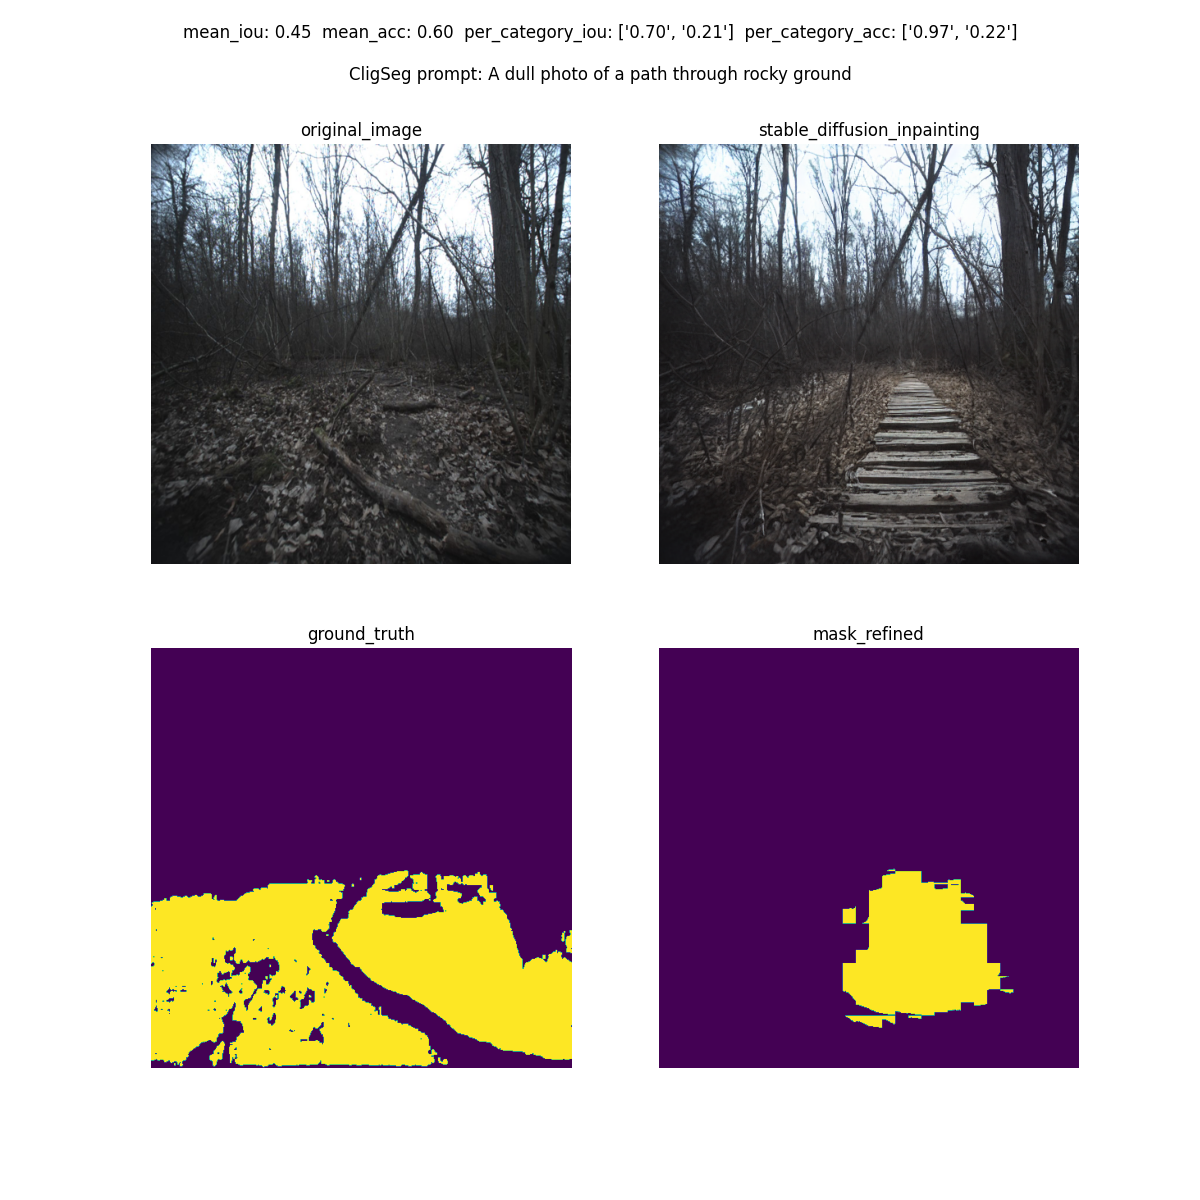 mean_iou: 0.45  mean_acc: 0.60  per_category_iou: ['0.70', '0.21']  per_category_acc: ['0.97', '0.22']
CligSeg prompt: A dull photo of a path through rocky ground
original_image
stable_diffusion_inpainting
ground_truth
mask_refined